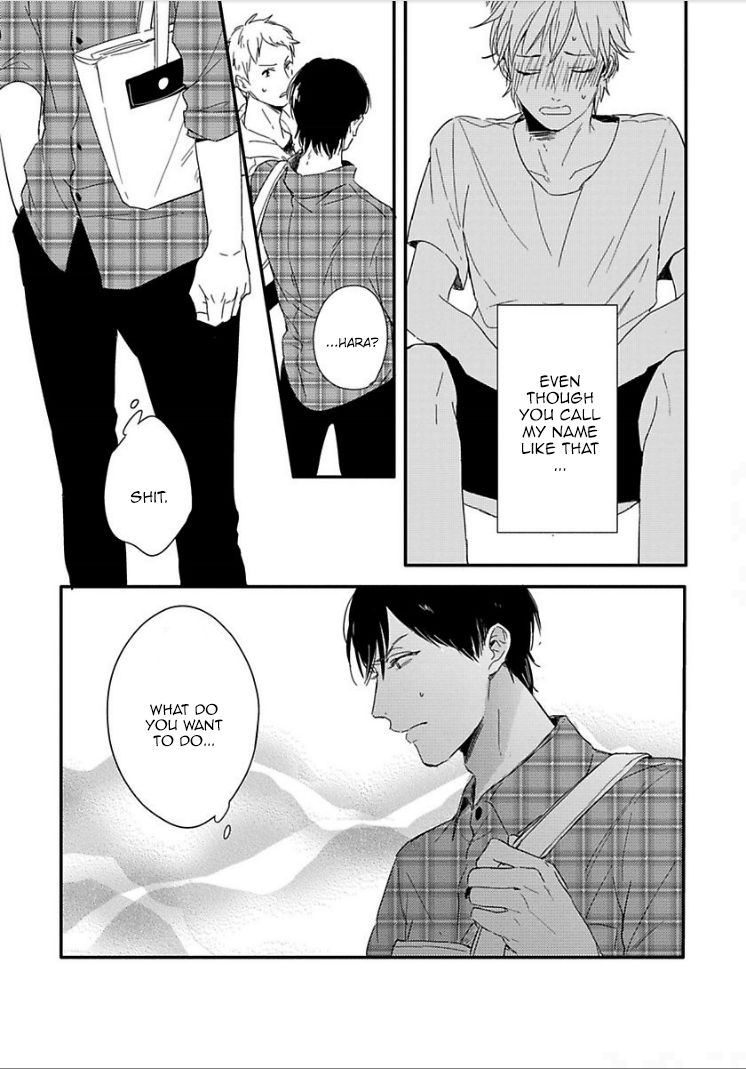 EVEN
THOUGH
YOU CALL
MY NAME
LIKE THAT
...
...HARA?
SHIT.
WHAT DO
YOU WANT
TO DO...